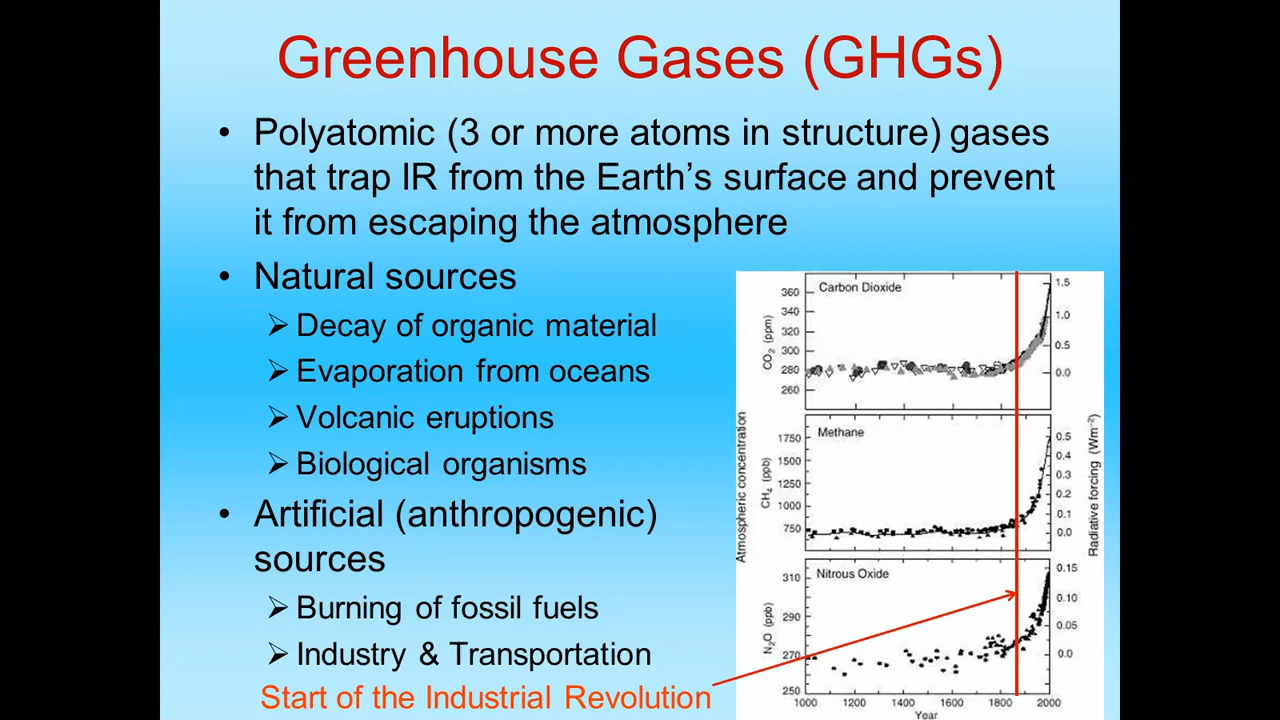 Greenhouse Gases (GHGs)
• Polyatomic (3 or more atoms in structure) gases
that trap IR from the Earth’s surface and prevent
it from escaping the atmosphere
• Natural sources
➢ Decay of organic material
➢ Evaporation from oceans
➢ Volcanic eruptions
➢ Biological organisms
• Artificial (anthropogenic)
sources
➢ Burning of fossil fuels
➢ Industry & Transportation
Start of the Industrial Revolution
Atmospheric concentration
Carbon Dioxide
CO₂ (ppm)
360
340
320
300
280
260
1.5
1.0
0.5
0.0
Methane
CH₄ (ppb)
1750
1500
1250
1000
750
0.5
0.4
0.3
0.2
0.1
0.0
Nitrous Oxide
N₂O (ppb)
310
290
270
250
0.15
0.10
0.05
0.0
Radiative forcing (Wm⁻²)
1000 1200 1400 1600 1800 2000
Year